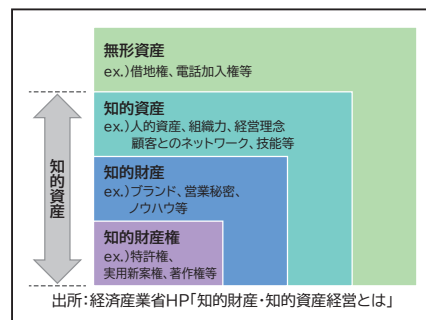 無形資産
ex.)借地権、電話加入権等
知的資産
ex.)人的資産、組織力、経営理念
顧客とのネットワーク、技能等
知的財産
ex.)ブランド、営業秘密、
ノウハウ等
知的財産権
ex.)特許権、
実用新案権、著作権等
知的資産
出所:経済産業省HP「知的財産・知的資産経営とは」